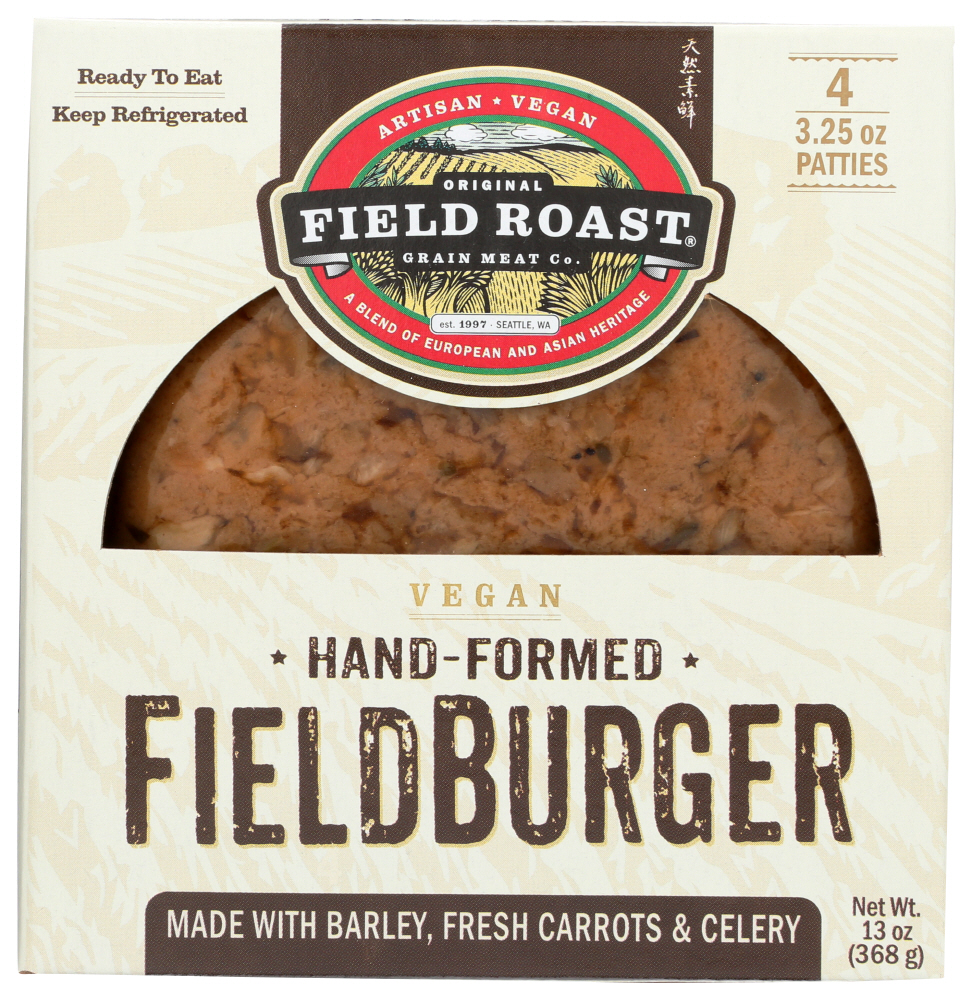 Ready To Eat
Keep Refrigerated
天然素鮮
4
3.25 oz
PATTIES
ARTISAN ★ VEGAN
ORIGINAL
FIELD ROAST®
GRAIN MEAT Co.
est. 1997 · SEATTLE, WA
A BLEND OF EUROPEAN AND ASIAN HERITAGE
VEGAN
★ HAND-FORMED ★
FIELDBURGER
MADE WITH BARLEY, FRESH CARROTS & CELERY
Net Wt.
13 oz
(368 g)